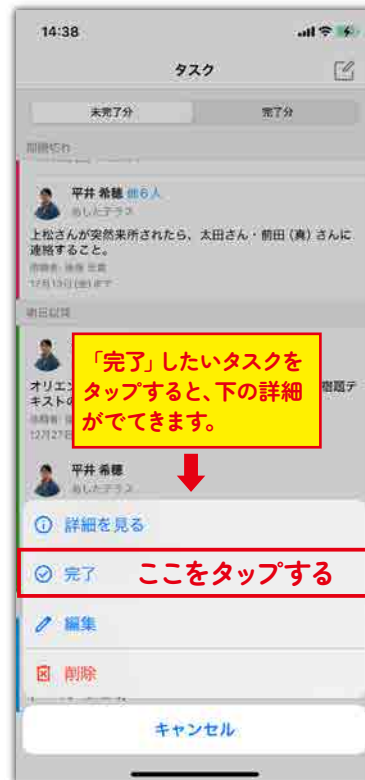 14:38
タスク
未完了分
完了分
期限切れ
平井 希穂 他6人
あしたテラス
上松さんが突然来所されたら、太田さん・前田(真)さんに
連絡すること。
12月13日(金)まで
明日以降
「完了」したいタスクを
タップすると、下の詳細
がでてきます。
オリエン
キストの
12月27日
平井 希穂
あしたテラス
詳細を見る
完了
ここをタップする
編集
削除
キャンセル